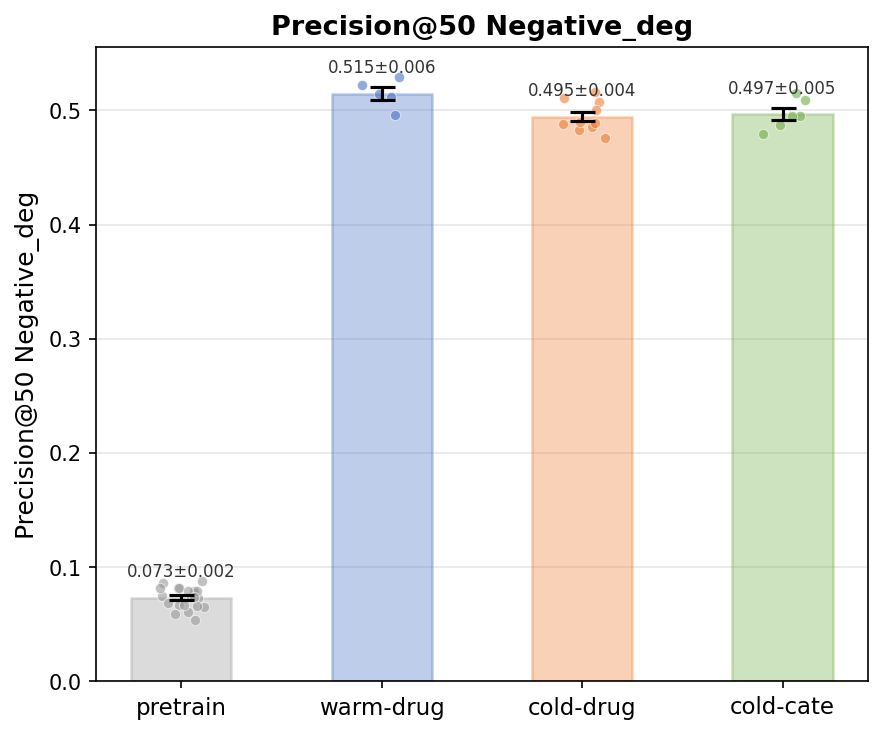 Precision@50 Negative_deg
Precision@50 Negative_deg
0.5
0.4
0.3
0.2
0.1
0.0
0.073±0.002
0.515±0.006
0.495±0.004
0.497±0.005
pretrain
warm-drug
cold-drug
cold-cate